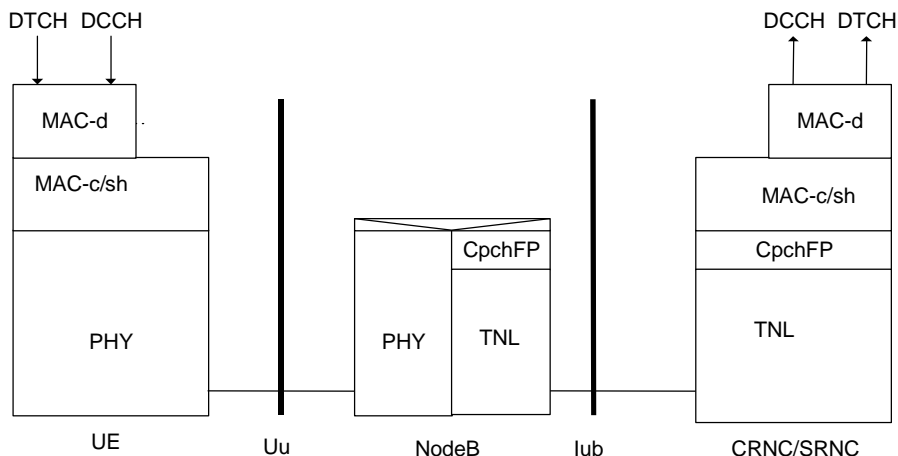 DTCH DCCH
DCCH DTCH
MAC-d
MAC-d
MAC-c/sh
MAC-c/sh
CpchFP
CpchFP
PHY
PHY
TNL
TNL
UE
Uu
NodeB
Iub
CRNC/SRNC